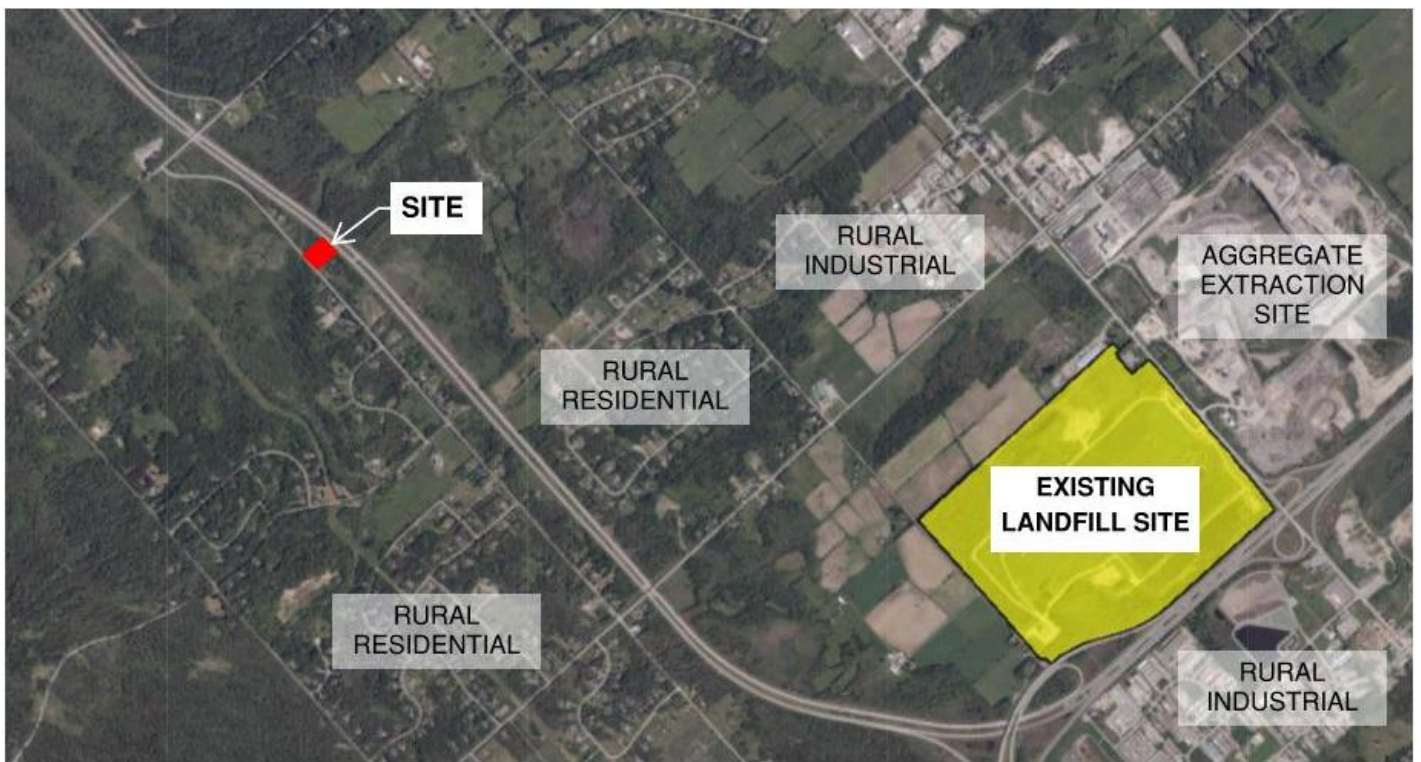 SITE
RURAL
INDUSTRIAL
AGGREGATE
EXTRACTION
SITE
RURAL
RESIDENTIAL
EXISTING
LANDFILL SITE
RURAL
RESIDENTIAL
RURAL
INDUSTRIAL